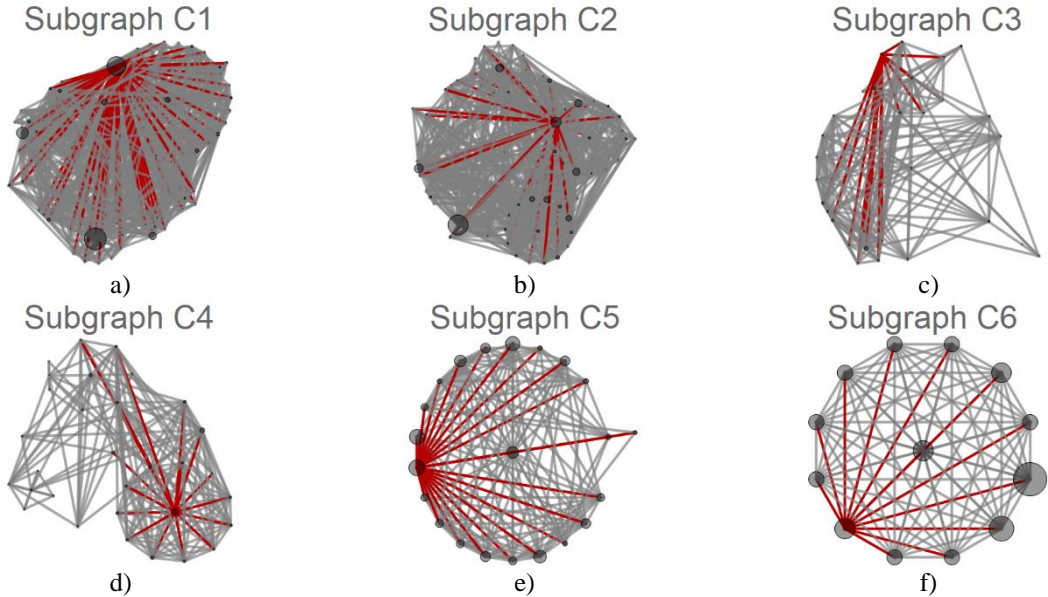 Subgraph C1
Subgraph C2
Subgraph C3
a)
b)
c)
Subgraph C4
Subgraph C5
Subgraph C6
d)
e)
f)